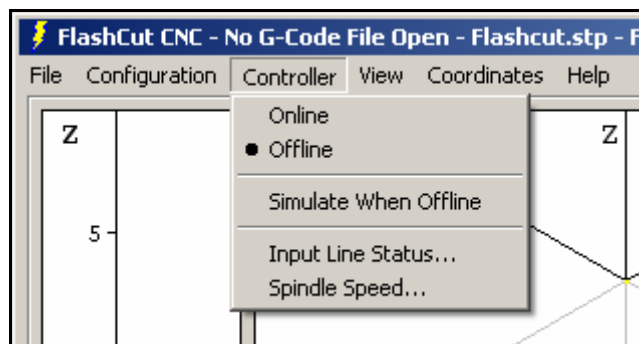 FlashCut CNC - No G-Code File Open - Flashcut.stp - F
File Configuration Controller View Coordinates Help
Online
Offline
Simulate When Offline
Input Line Status...
Spindle Speed...
Z
5
Z